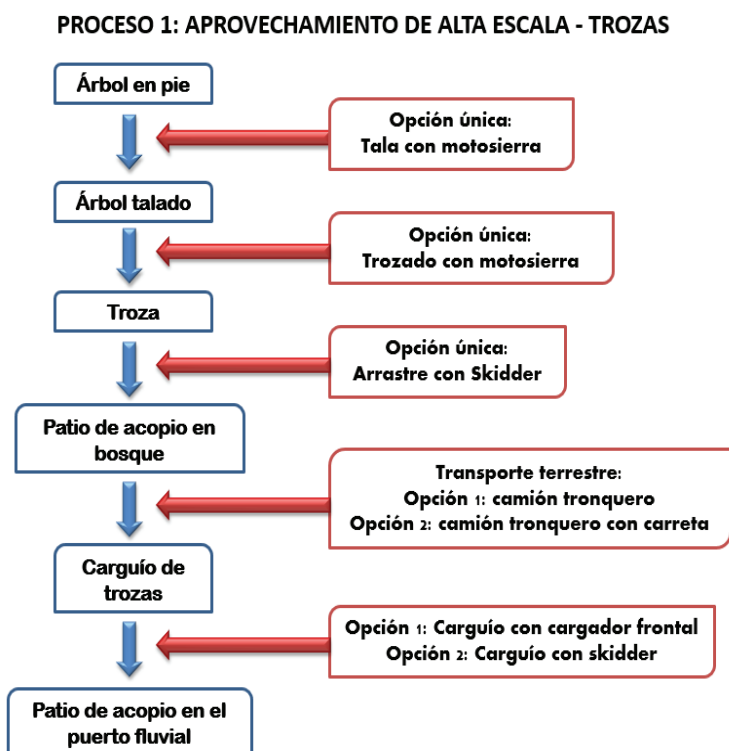 PROCESO 1: APROVECHAMIENTO DE ALTA ESCALA - TROZAS
Árbol en pie
Opción única:
Tala con motosierra
Árbol talado
Opción única:
Trozado con motosierra
Troza
Opción única:
Arrastre con Skidder
Patio de acopio en
bosque
Transporte terrestre:
Opción 1: camión tronquero
Opción 2: camión tronquero con carreta
Carguío de
trozas
Opción 1: Carguío con cargador frontal
Opción 2: Carguío con skidder
Patio de acopio en el
puerto fluvial